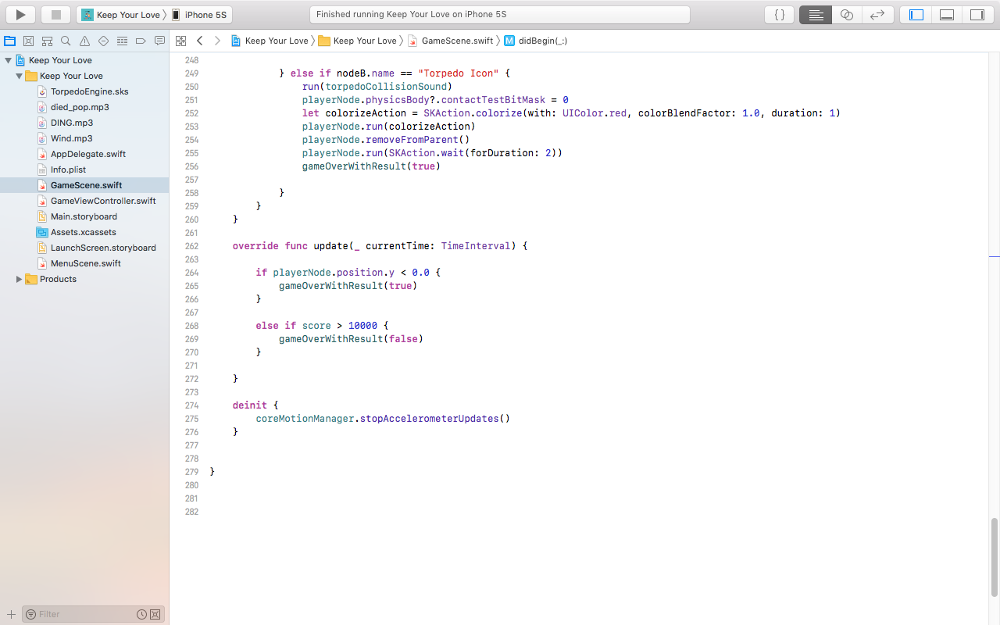 Keep Your Love iPhone 5S
Finished running Keep Your Love on iPhone 5S
{ }
Keep Your Love Keep Your Love GameScene.swift M didBegin(_:)
Keep Your Love
Keep Your Love
TorpedoEngine.sks
died_pop.mp3
DING.mp3
Wind.mp3
AppDelegate.swift
Info.plist
GameScene.swift
GameViewController.swift
Main.storyboard
Assets.xcassets
LaunchScreen.storyboard
MenuScene.swift
Products
Filter
248
249 } else if nodeB.name == "Torpedo Icon" {
250 run(torpedoCollisionSound)
251 playerNode.physicsBody?.contactTestBitMask = 0
252 let colorizeAction = SKAction.colorize(with: UIColor.red, colorBlendFactor: 1.0, duration: 1)
253 playerNode.run(colorizeAction)
254 playerNode.removeFromParent()
255 playerNode.run(SKAction.wait(forDuration: 2))
256 gameOverWithResult(true)
257
258 }
259 }
260 }
261
262 override func update(_ currentTime: TimeInterval) {
263
264 if playerNode.position.y < 0.0 {
265 gameOverWithResult(true)
266 }
267
268 else if score > 10000 {
269 gameOverWithResult(false)
270 }
271
272 }
273
274 deinit {
275 coreMotionManager.stopAccelerometerUpdates()
276 }
277
278
279 }
280
281
282